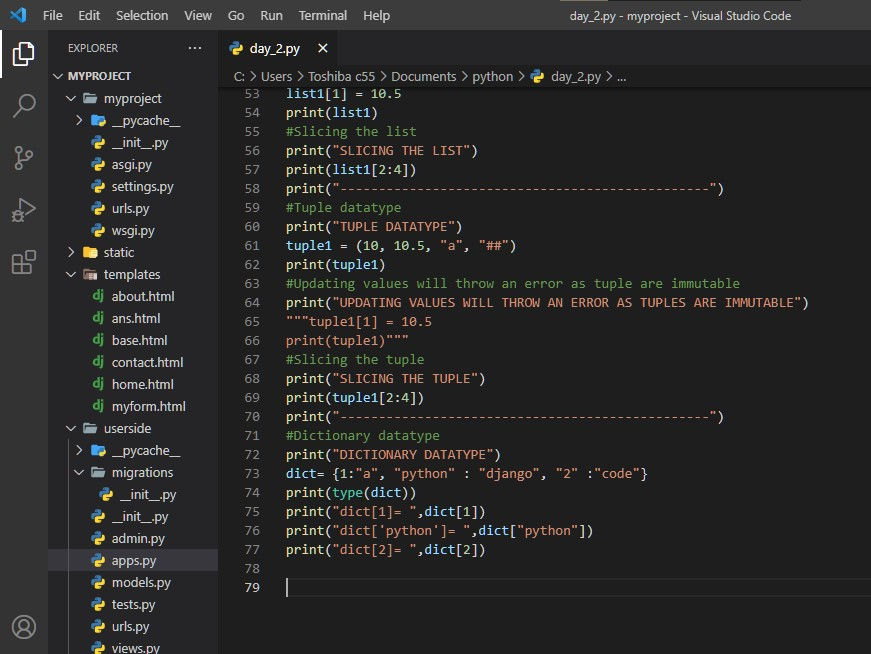 File Edit Selection View Go Run Terminal Help day_2.py - myproject - Visual Studio Code
EXPLORER ...
MYPROJECT
myproject
__pycache__
__init__.py
asgi.py
settings.py
urls.py
wsgi.py
static
templates
dj about.html
dj ans.html
dj base.html
dj contact.html
dj home.html
dj myform.html
userside
__pycache__
migrations
__init__.py
__init__.py
admin.py
apps.py
models.py
tests.py
urls.py
views.py
day_2.py ×
C: > Users > Toshiba c55 > Documents > python > day_2.py > ...
53 list1[1] = 10.5
54 print(list1)
55 #Slicing the list
56 print("SLICING THE LIST")
57 print(list1[2:4])
58 print("------------------------------------------------")
59 #Tuple datatype
60 print("TUPLE DATATYPE")
61 tuple1 = (10, 10.5, "a", "##")
62 print(tuple1)
63 #Updating values will throw an error as tuple are immutable
64 print("UPDATING VALUES WILL THROW AN ERROR AS TUPLES ARE IMMUTABLE")
65 """tuple1[1] = 10.5
66 print(tuple1)"""
67 #Slicing the tuple
68 print("SLICING THE TUPLE")
69 print(tuple1[2:4])
70 print("------------------------------------------------")
71 #Dictionary datatype
72 print("DICTIONARY DATATYPE")
73 dict= {1:"a", "python" : "django", "2" :"code"}
74 print(type(dict))
75 print("dict[1]= ",dict[1])
76 print("dict['python']= ",dict["python"])
77 print("dict[2]= ",dict[2])
78
79